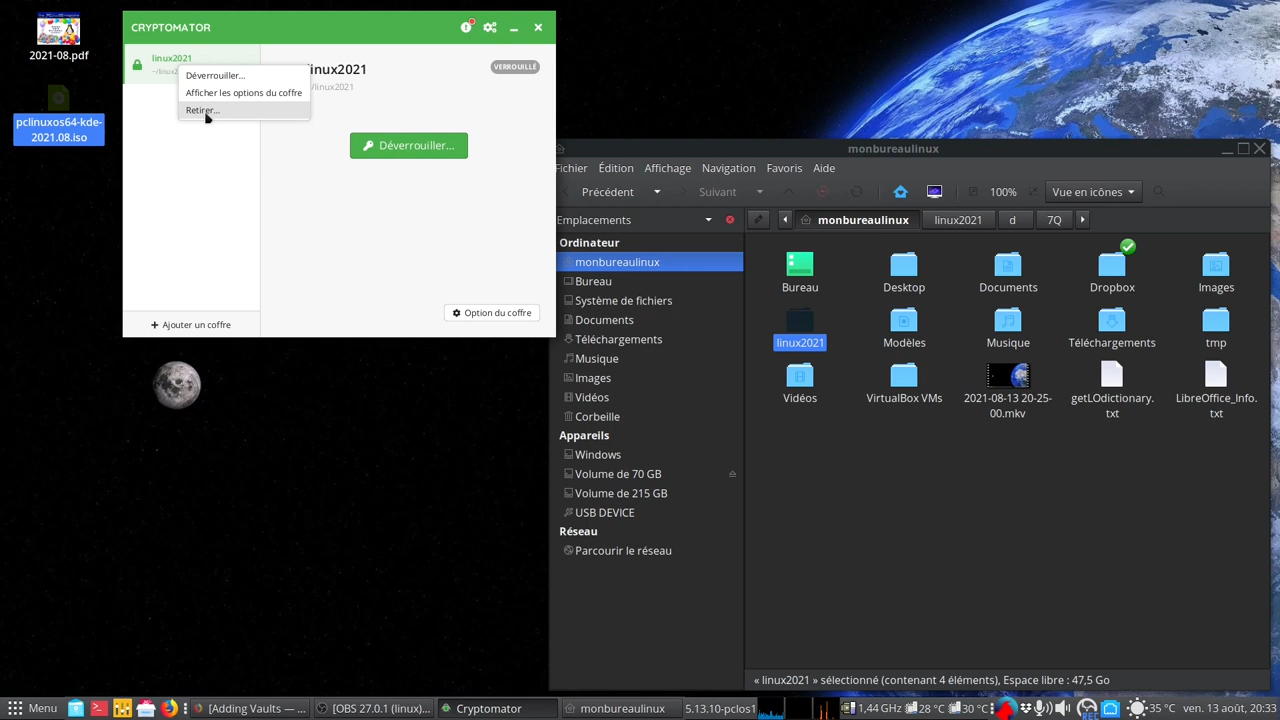 2021-08.pdf
pclinuxos64-kde-
2021.08.iso
CRYPTOMATOR
linux2021
~/linux2
Déverrouiller...
Afficher les options du coffre
Retirer...
linux2021
/linux2021
VERROUILLÉ
Déverrouiller...
Option du coffre
Ajouter un coffre
monbureaulinux
Fichier Édition Affichage Navigation Favoris Aide
Précédent Suivant 100% Vue en icônes
Emplacements
monbureaulinux linux2021 d 7Q
Ordinateur
monbureaulinux
Bureau
Système de fichiers
Documents
Téléchargements
Musique
Images
Vidéos
Corbeille
Appareils
Windows
Volume de 70 GB
Volume de 215 GB
USB DEVICE
Réseau
Parcourir le réseau
Bureau Desktop Documents Dropbox Images
linux2021 Modèles Musique Téléchargements tmp
Vidéos VirtualBox VMs 2021-08-13 20-25- getLOdictionary. LibreOffice_Info.
00.mkv txt txt
« linux2021 » sélectionné (contenant 4 éléments), Espace libre : 47,5 Go
Menu [Adding Vaults — ... [OBS 27.0.1 (linux)... Cryptomator monbureaulinux 5.13.10-pclos1 1,44 GHz 28 °C 30 °C 35 °C ven. 13 août, 20:33